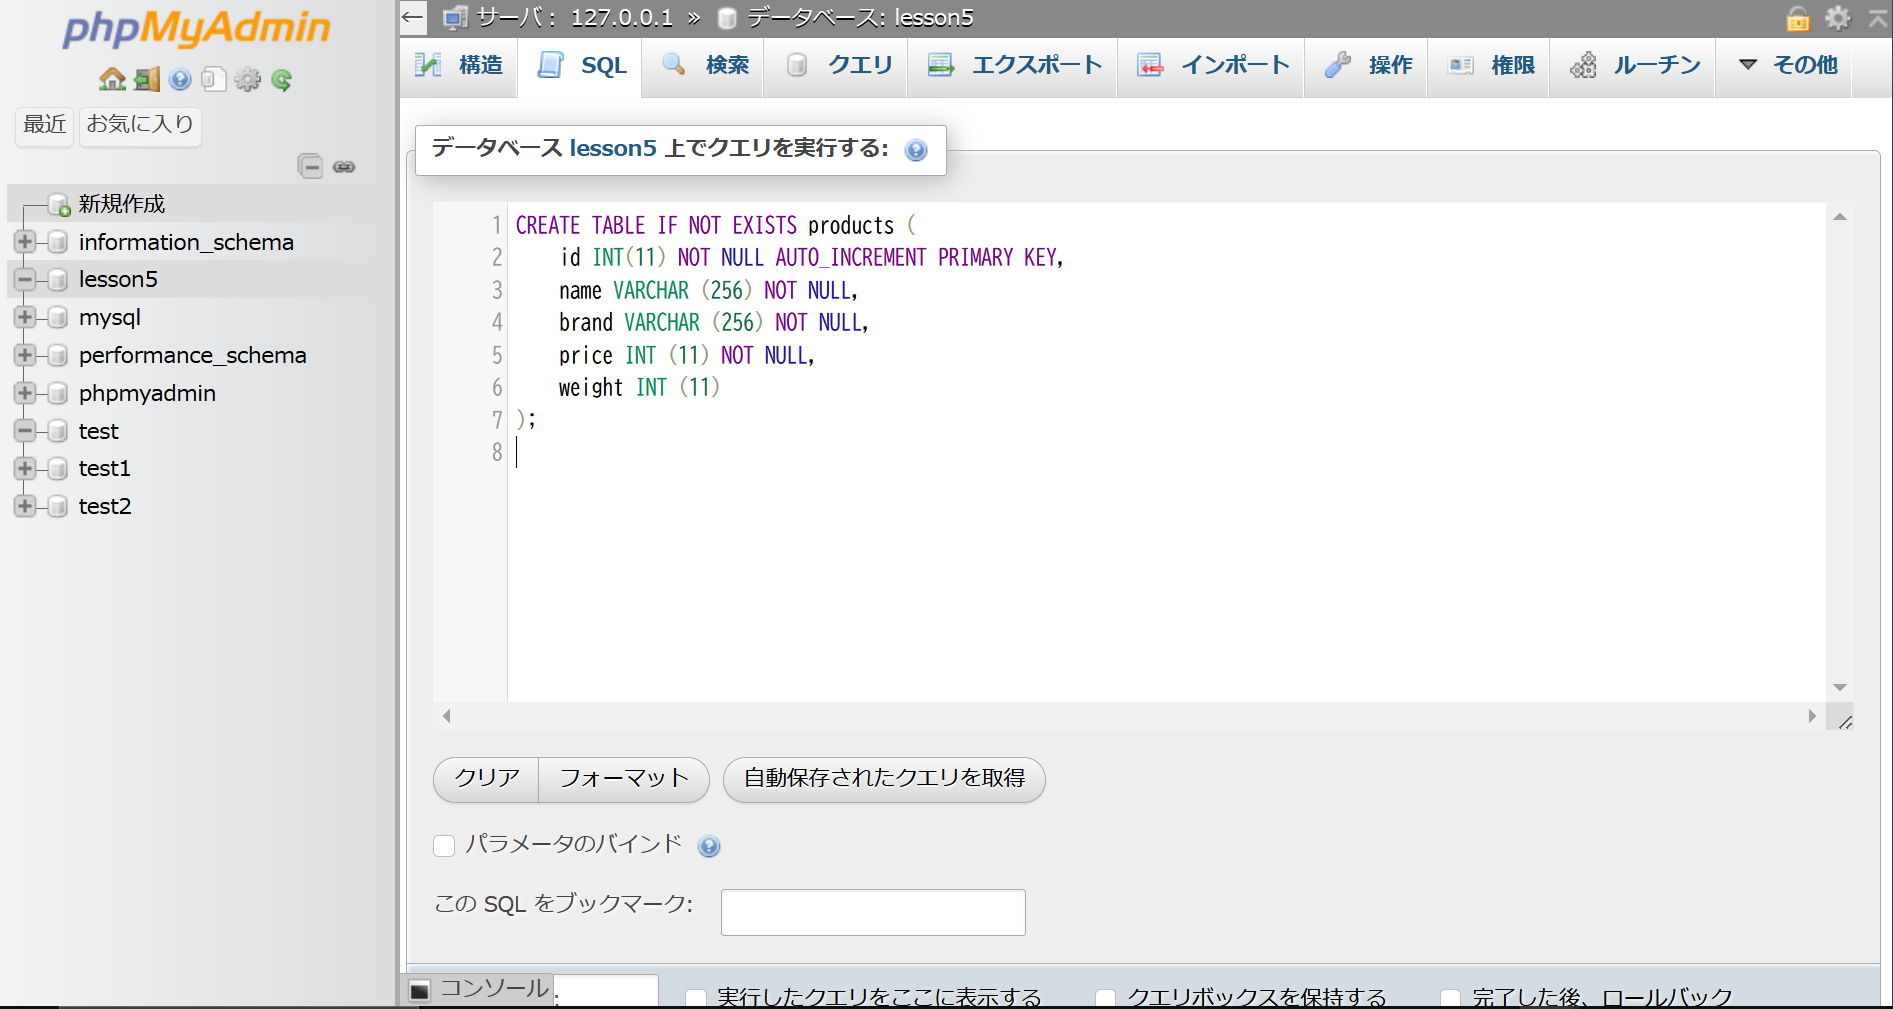 phpMyAdmin
最近 お気に入り
新規作成
information_schema
lesson5
mysql
performance_schema
phpmyadmin
test
test1
test2
サーバ： 127.0.0.1 » データベース: lesson5
構造 SQL 検索 クエリ エクスポート インポート 操作 権限 ルーチン その他
データベース lesson5 上でクエリを実行する:
1 CREATE TABLE IF NOT EXISTS products (
2 id INT(11) NOT NULL AUTO_INCREMENT PRIMARY KEY,
3 name VARCHAR (256) NOT NULL,
4 brand VARCHAR (256) NOT NULL,
5 price INT (11) NOT NULL,
6 weight INT (11)
7 );
8
クリア フォーマット 自動保存されたクエリを取得
パラメータのバインド
この SQL をブックマーク:
コンソール : 実行したクエリをここに表示する クエリボックスを保持する 完了した後、ロールバック